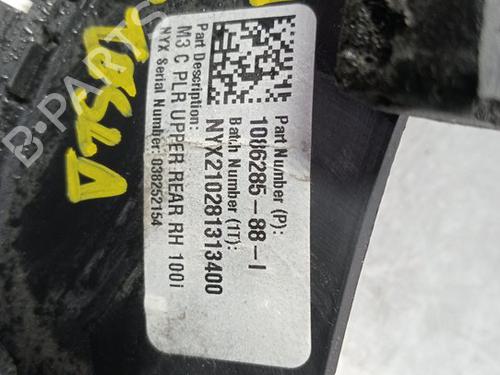 Part Number (P):
1086285-88-I
Batch Number (1T):
NYX210281313400
Part Description:
M3 C PLR UPPER REAR RH 100i
NYX Serial Number: 038252154
B-PARTS